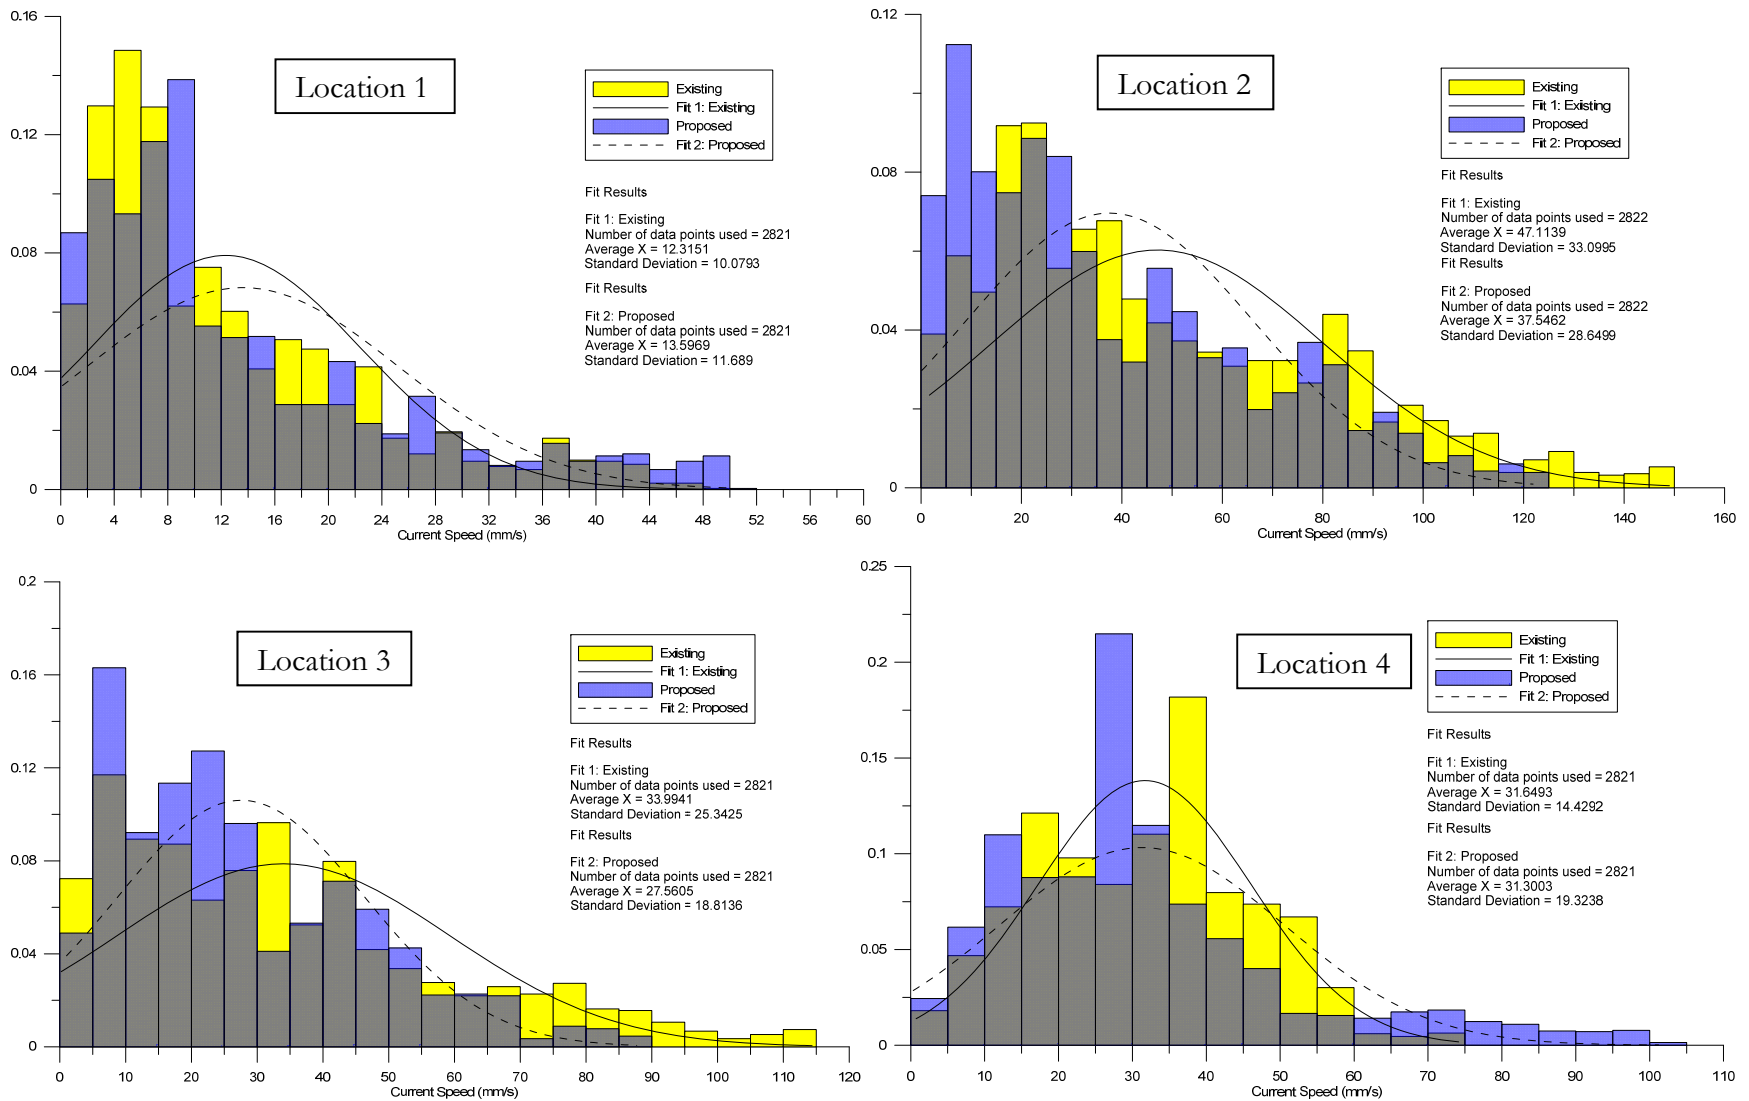 0.16
0.12
0.08
0.04
0
Location 1
Existing
Fit 1: Existing
Proposed
Fit 2: Proposed
Fit Results
Fit 1: Existing
Number of data points used = 2821
Average X = 12.3151
Standard Deviation = 10.0793
Fit Results
Fit 2: Proposed
Number of data points used = 2821
Average X = 13.5969
Standard Deviation = 11.689
0 4 8 12 16 20 24 28 32 36 40 44 48 52 56 60
Current Speed (mm/s)
0.12
0.08
0.04
0
Location 2
Existing
Fit 1: Existing
Proposed
Fit 2: Proposed
Fit Results
Fit 1: Existing
Number of data points used = 2822
Average X = 47.1139
Standard Deviation = 33.0995
Fit Results
Fit 2: Proposed
Number of data points used = 2822
Average X = 37.5462
Standard Deviation = 28.6499
0 20 40 60 80 100 120 140 160
Current Speed (mm/s)
0.2
0.16
0.12
0.08
0.04
0
Location 3
Existing
Fit 1: Existing
Proposed
Fit 2: Proposed
Fit Results
Fit 1: Existing
Number of data points used = 2821
Average X = 33.9941
Standard Deviation = 25.3425
Fit Results
Fit 2: Proposed
Number of data points used = 2821
Average X = 27.5605
Standard Deviation = 18.8136
0 10 20 30 40 50 60 70 80 90 100 110 120
Current Speed (mm/s)
0.25
0.2
0.15
0.1
0.05
0
Location 4
Existing
Fit 1: Existing
Proposed
Fit 2: Proposed
Fit Results
Fit 1: Existing
Number of data points used = 2821
Average X = 31.6493
Standard Deviation = 14.4292
Fit Results
Fit 2: Proposed
Number of data points used = 2821
Average X = 31.3003
Standard Deviation = 19.3238
0 10 20 30 40 50 60 70 80 90 100 110
Current Speed (mm/s)